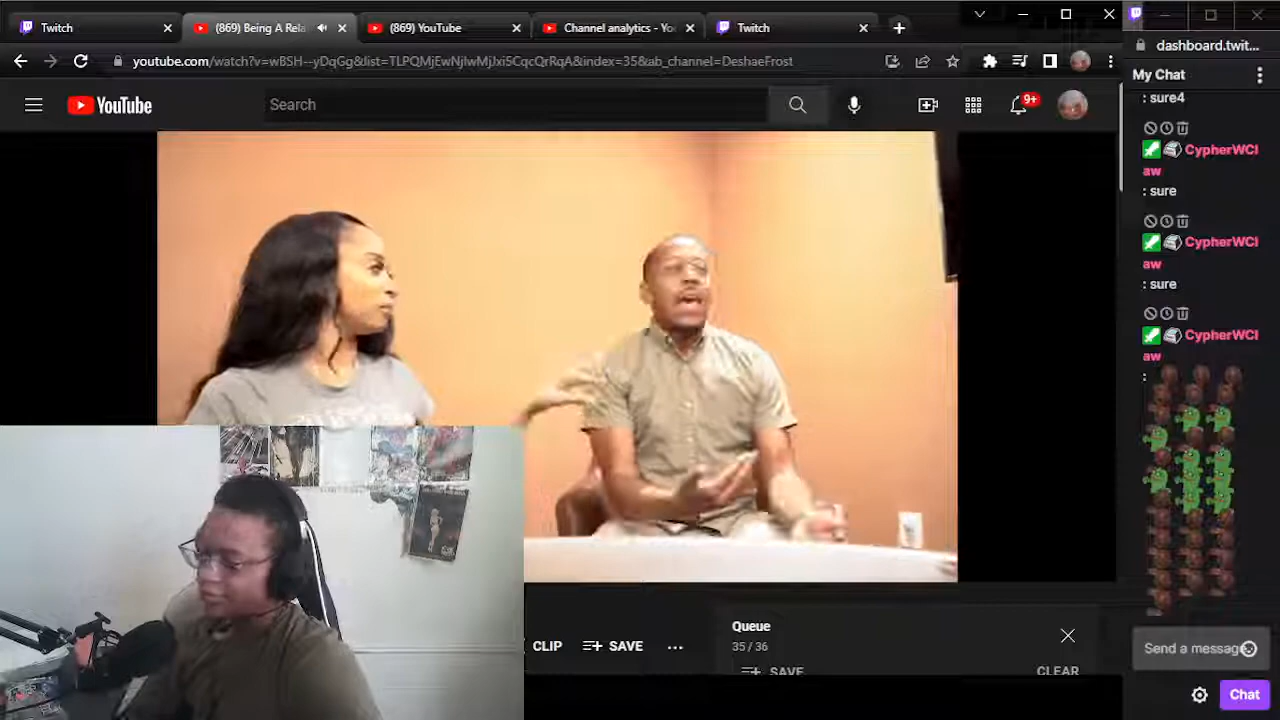 Twitch
(869) Being A Rela
(869) YouTube
Channel analytics - Yo
Twitch
youtube.com/watch?v=wBSH--yDqGg&list=TLPQMjEwNjIwMjJxi5CqcQrRqA&index=35&ab_channel=DeshaeFrost
YouTube
Search
9+
CLIP
SAVE
Queue
35 / 36
SAVE
CLEAR
dashboard.twit...
My Chat
: sure4
CypherWCl
aw
: sure
CypherWCl
aw
: sure
CypherWCl
aw
:
Send a message
Chat